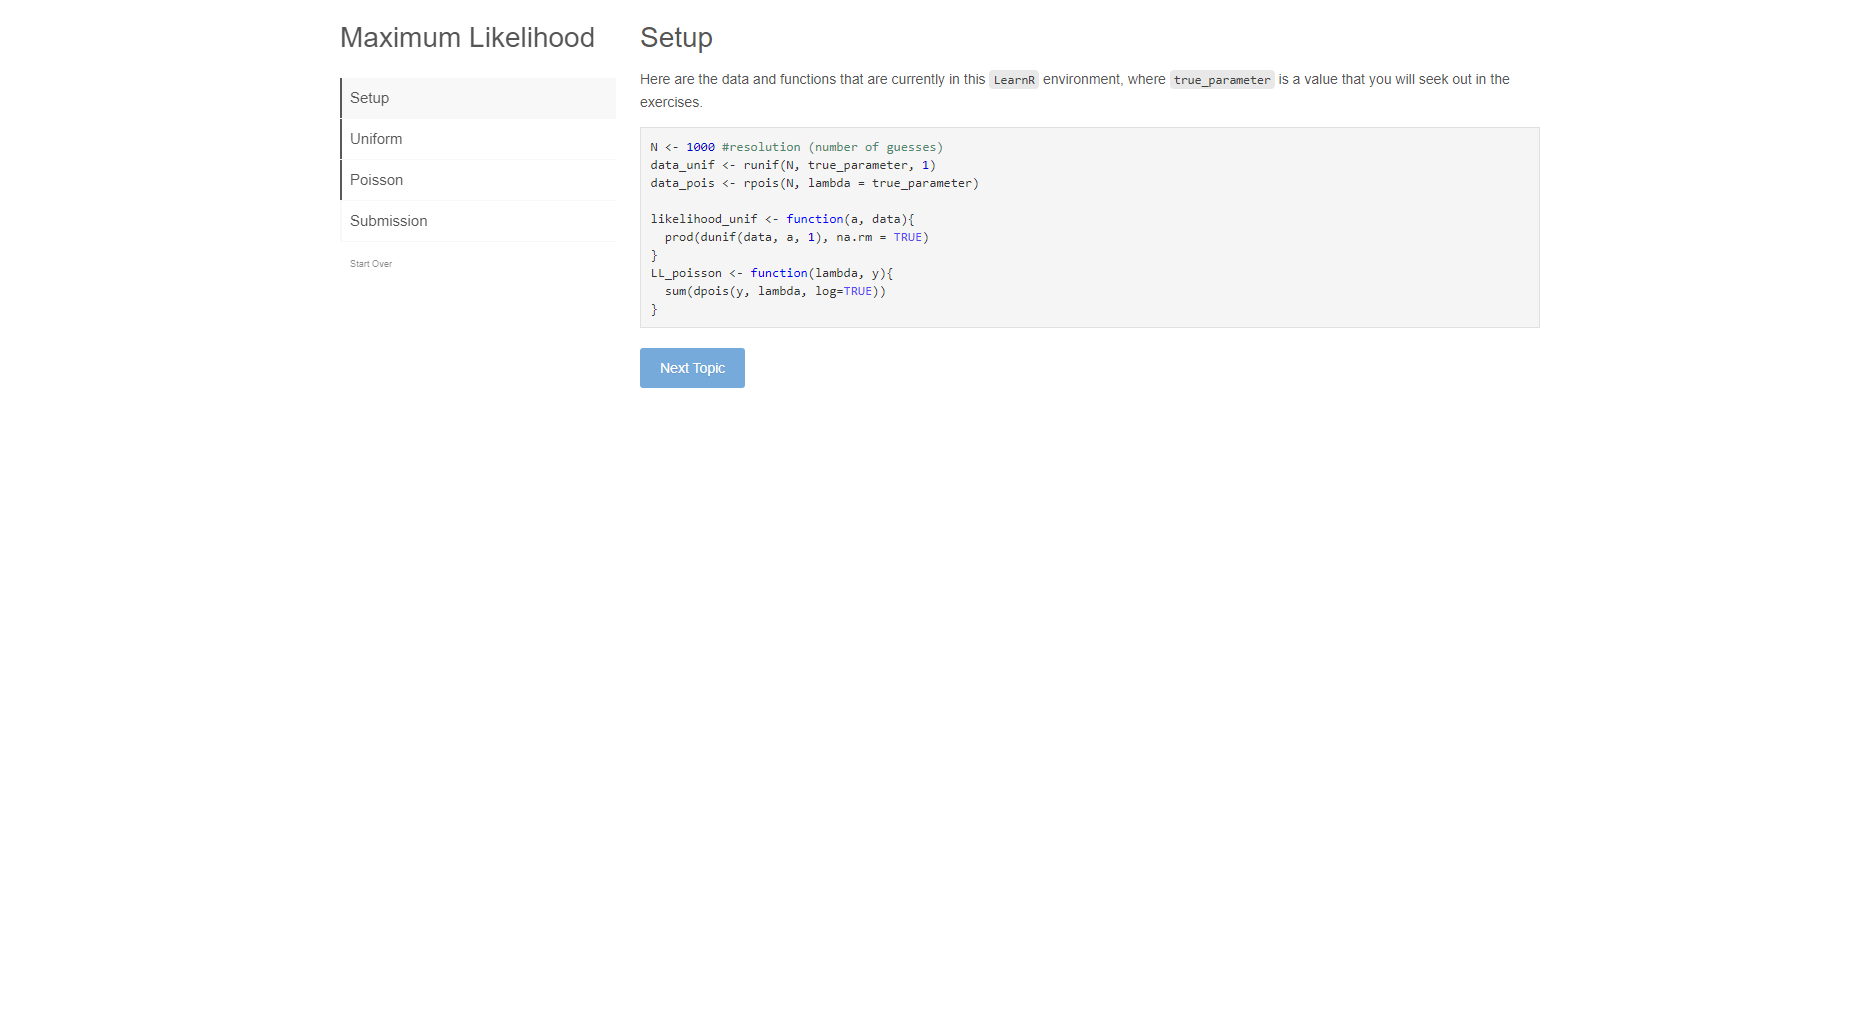 Maximum Likelihood
Setup
Uniform
Poisson
Submission
Start Over
Setup
Here are the data and functions that are currently in this LearnR environment, where true_parameter is a value that you will seek out in the
exercises.
N <- 1000 #resolution (number of guesses)
data_unif <- runif(N, true_parameter, 1)
data_pois <- rpois(N, lambda = true_parameter)
likelihood_unif <- function(a, data){
  prod(dunif(data, a, 1), na.rm = TRUE)
}
LL_poisson <- function(lambda, y){
  sum(dpois(y, lambda, log=TRUE))
}
Next Topic